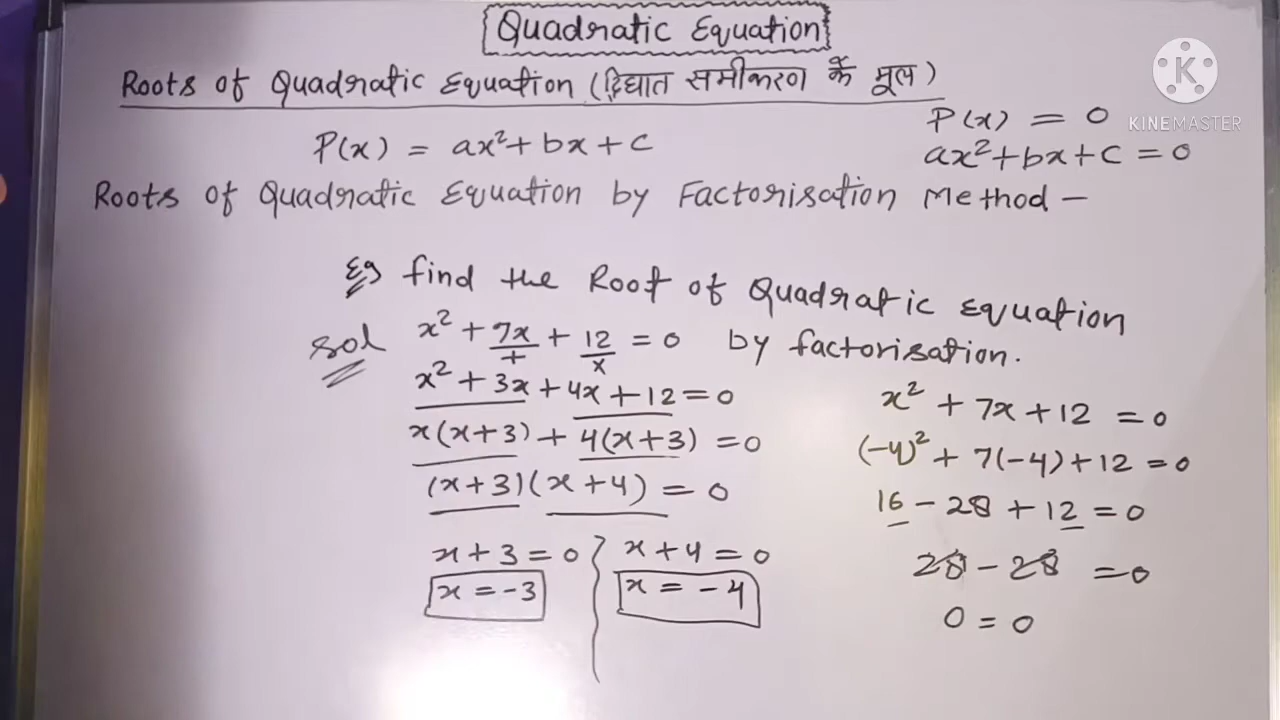 Quadratic Equation
Roots of Quadratic Equation (द्विघात समीकरण के मूल)
P(x) = ax²+bx+c
P(x) = 0
ax²+bx+c = 0
KINEMASTER
Roots of Quadratic Equation by Factorisation Method –
Eg find the Root of Quadratic equation
x² + 7x + 12 = 0 by factorisation.
+ x
Sol
x² + 3x + 4x + 12 = 0
x(x+3) + 4(x+3) = 0
(x+3)(x+4) = 0
x+3 = 0
x = -3
x+4 = 0
x = -4
x² + 7x + 12 = 0
(-4)² + 7(-4) + 12 = 0
16 - 28 + 12 = 0
28 - 28 = 0
0 = 0